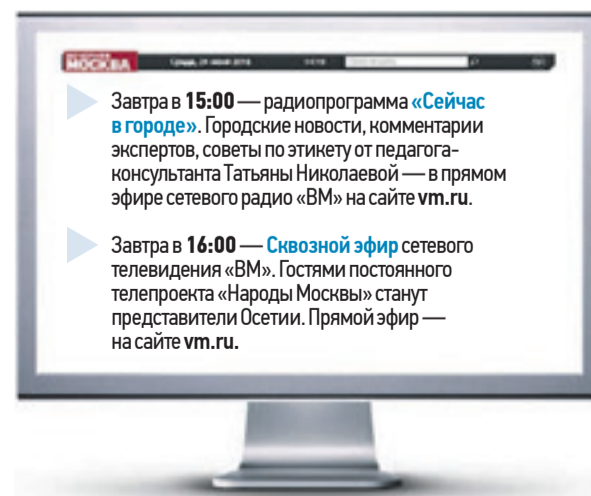 МОСКВА
Завтра в 15:00 — радиопрограмма «Сейчас
в городе». Городские новости, комментарии
экспертов, советы по этикету от педагога-
консультанта Татьяны Николаевой — в прямом
эфире сетевого радио «ВМ» на сайте vm.ru.
Завтра в 16:00 — Сквозной эфир сетевого
телевидения «ВМ». Гостями постоянного
телепроекта «Народы Москвы» станут
представители Осетии. Прямой эфир —
на сайте vm.ru.